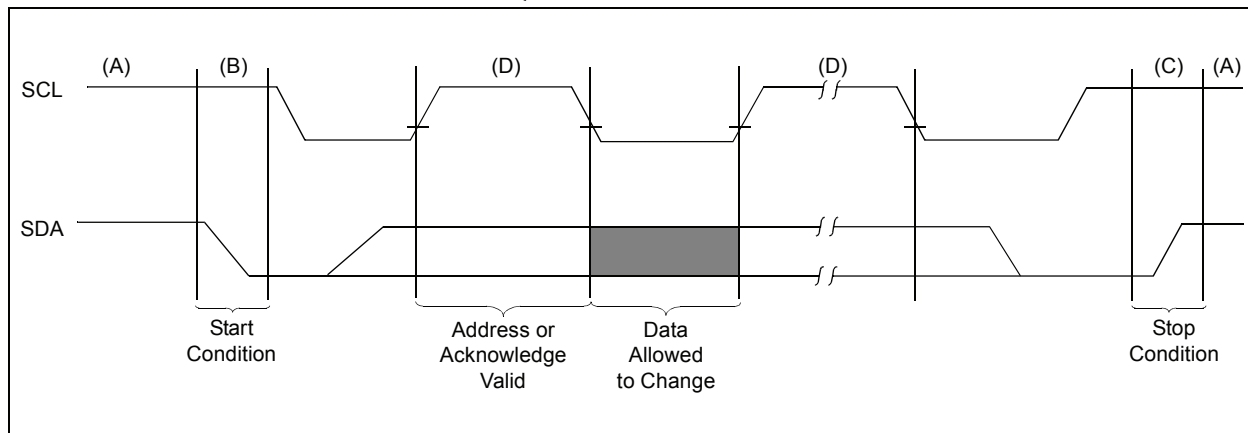 (A) (B) (D) (D) (C) (A)
SCL
SDA
Start
Condition
Address or
Acknowledge
Valid
Data
Allowed
to Change
Stop
Condition